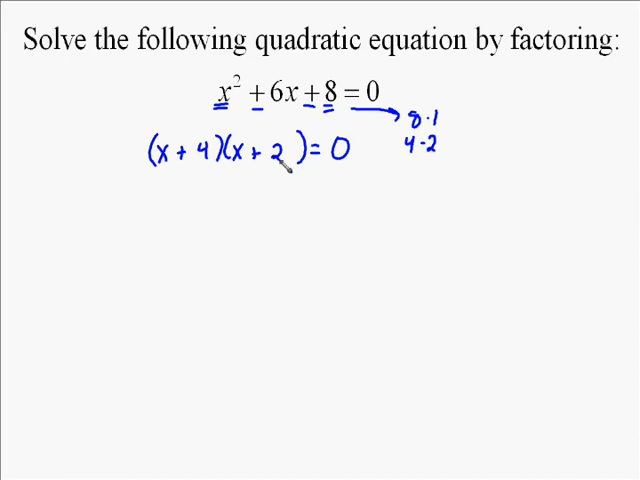 Solve the following quadratic equation by factoring:
x² + 6x + 8 = 0
8·1
4·2
(x + 4)(x + 2) = 0